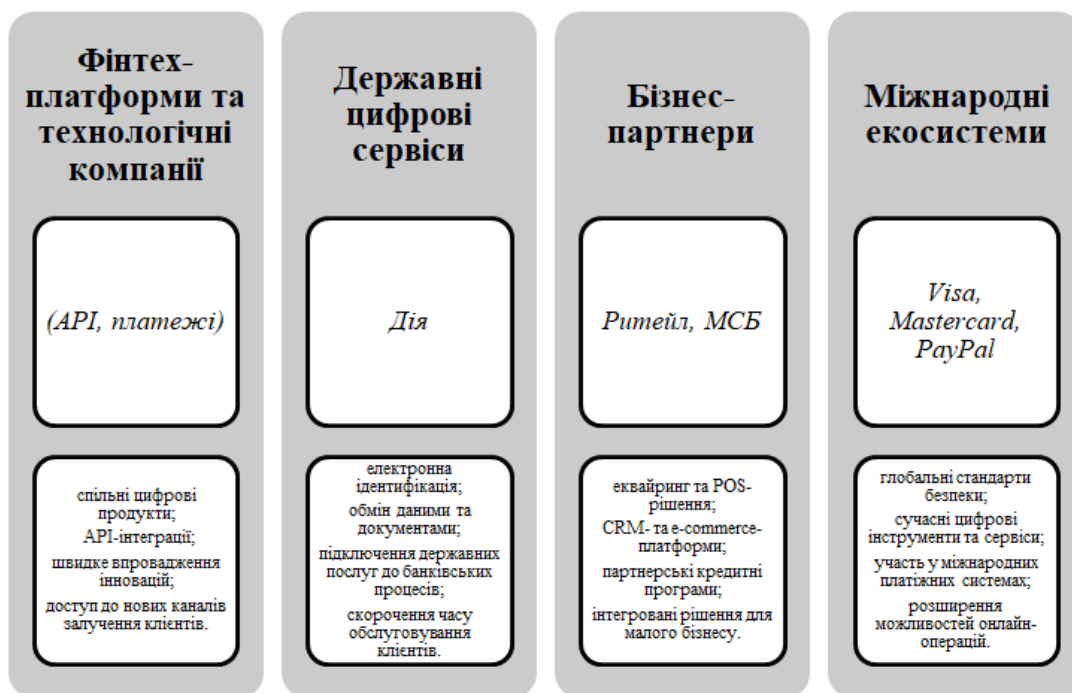 Фінтех-
платформи та
технологічні
компанії
(API, платежі)
спільні цифрові
продукти;
API-інтеграції;
швидке впровадження
інновацій;
доступ до нових каналів
залучення клієнтів.
Державні
цифрові
сервіси
Дія
електронна
ідентифікація;
обмін даними та
документами;
підключення державних
послуг до банківських
процесів;
скорочення часу
обслуговування
клієнтів.
Бізнес-
партнери
Ритейл, МСБ
еквайринг та POS-
рішення;
CRM- та e-commerce-
платформи;
партнерські кредитні
програми;
інтегровані рішення для
малого бізнесу.
Міжнародні
екосистеми
Visa,
Mastercard,
PayPal
глобальні стандарти
безпеки;
сучасні цифрові
інструменти та сервіси;
участь у міжнародних
платіжних системах;
розширення
можливостей онлайн-
операцій.